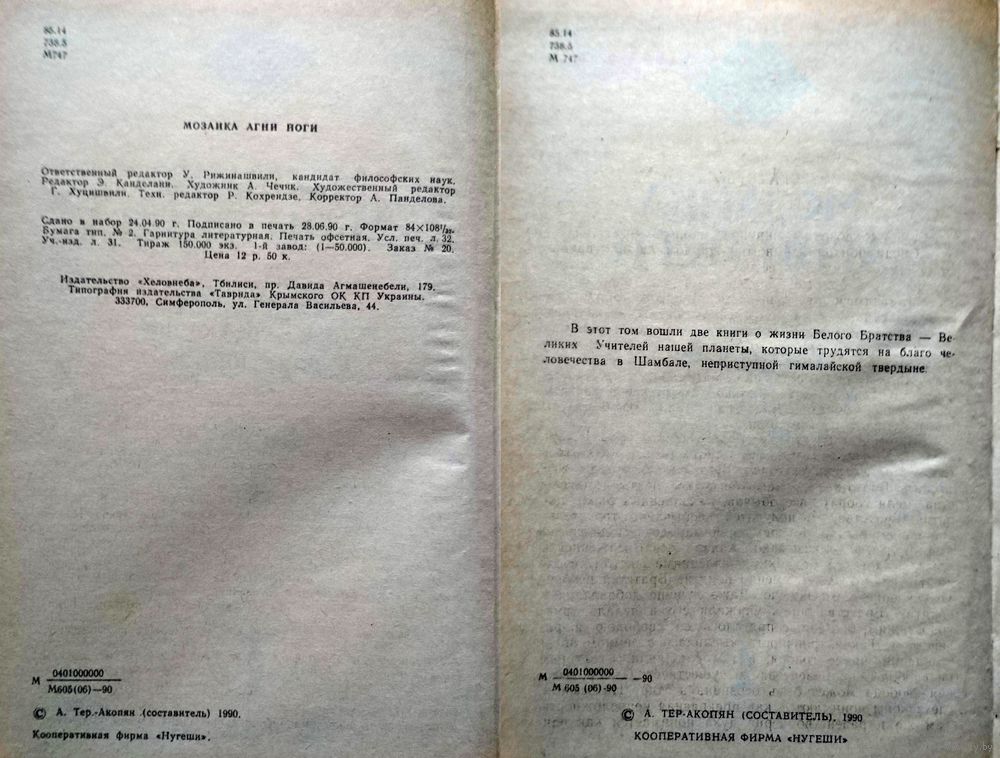 85.14
738.5
М747
МОЗАИКА АГНИ ЙОГИ
Ответственный редактор У. Рижинашвили, кандидат философских наук.
Редактор Э. Канделаки. Художник А. Чечик. Художественный редактор
Г. Хуцишвили. Техн. редактор Р. Кохрендзе. Корректор А. Панделова.
Сдано в набор 24.04.90 г. Подписано в печать 28.06.90 г. Формат 84×108¹/₃₂.
Бумага тип. № 2. Гарнитура литературная. Печать офсетная. Усл. печ. л. 32.
Уч.-изд. л. 31. Тираж 150.000 экз. 1-й завод: (1—50.000). Заказ № 20.
Цена 12 р. 50 к.
Издательство «Хеловнеба», Тбилиси, пр. Давида Агмашенебели, 179.
Типография издательства «Таврида» Крымского ОК КП Украины.
333700, Симферополь, ул. Генерала Васильева, 44.
М 0401000000
М605(06)—90
© А. Тер.-Акопян (составитель) 1990.
Кооперативная фирма «Нугеши».
85.14
738.5
М 747
В этот том вошли две книги о жизни Белого Братства — Ве-
ликих Учителей нашей планеты, которые трудятся на благо че-
ловечества в Шамбале, неприступной гималайской твердыне.
М 0401000000 —90
М 605 (06)-90
© А. ТЕР-АКОПЯН (СОСТАВИТЕЛЬ), 1990
КООПЕРАТИВНАЯ ФИРМА «НУГЕШИ»